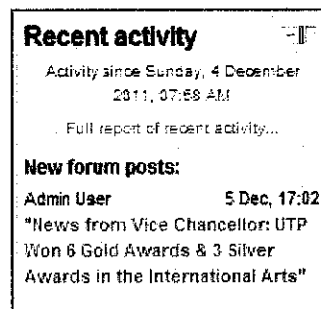 Recent activity
Activity since Sunday, 4 December
2011, 07:58 AM
Full report of recent activity...
New forum posts:
Admin User 5 Dec, 17:02
"News from Vice Chancellor: UTP
Won 6 Gold Awards & 3 Silver
Awards in the International Arts"